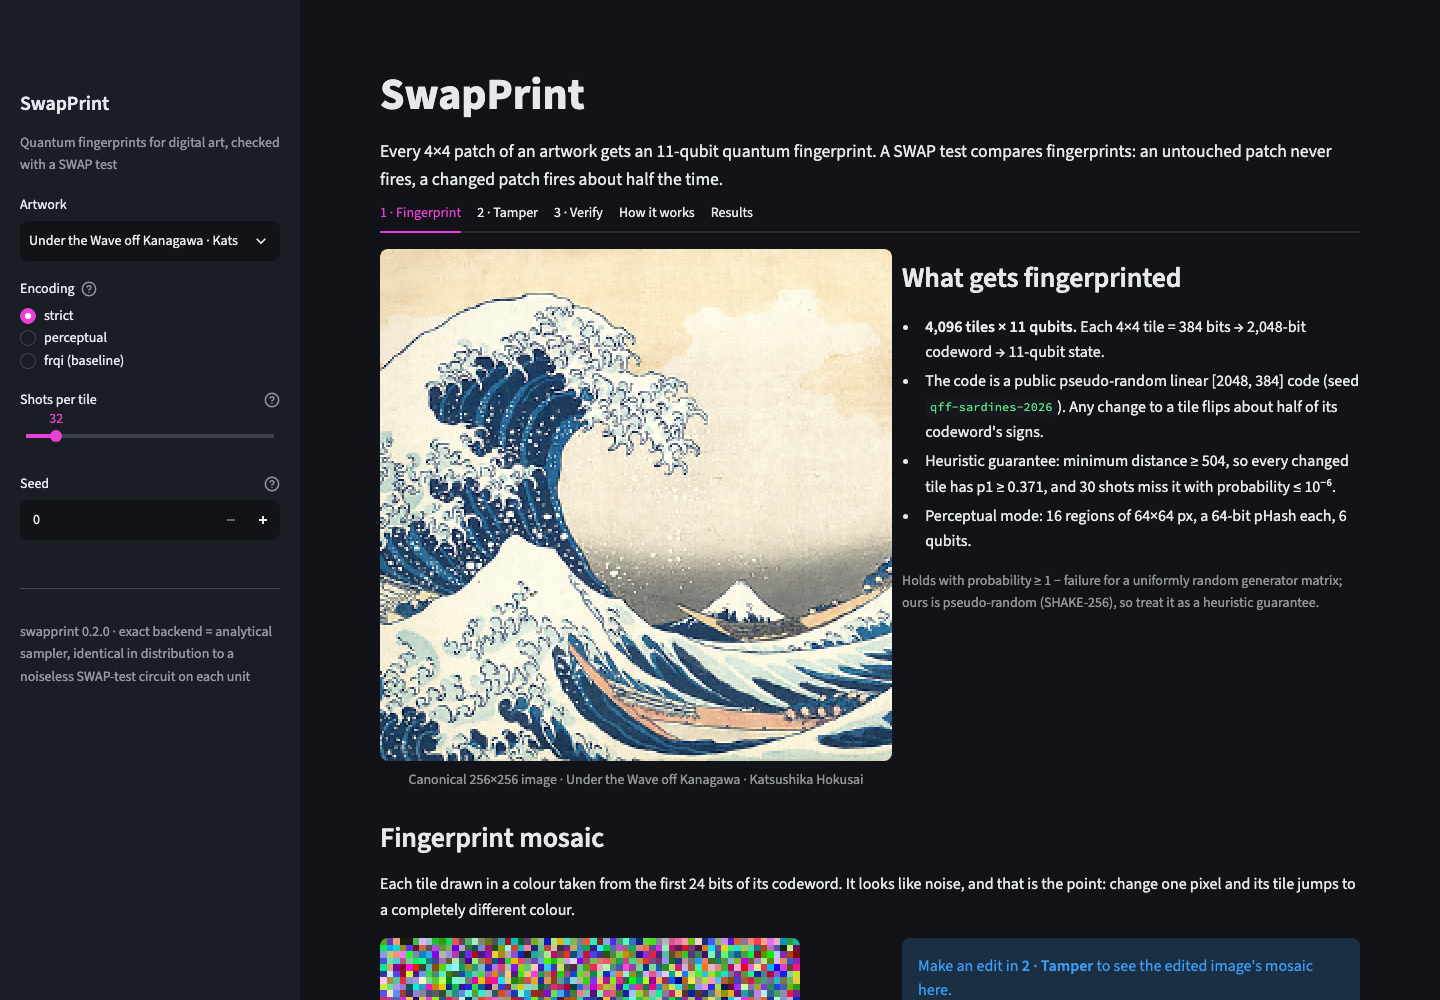 SwapPrint
Quantum fingerprints for digital art, checked
with a SWAP test
Artwork
Under the Wave off Kanagawa · Kats
Encoding
strict
perceptual
frqi (baseline)
Shots per tile
32
Seed
0
swapprint 0.2.0 · exact backend = analytical
sampler, identical in distribution to a
noiseless SWAP-test circuit on each unit
SwapPrint
Every 4×4 patch of an artwork gets an 11-qubit quantum fingerprint. A SWAP test compares fingerprints: an untouched patch never
fires, a changed patch fires about half the time.
1 · Fingerprint 2 · Tamper 3 · Verify How it works Results
Canonical 256×256 image · Under the Wave off Kanagawa · Katsushika Hokusai
What gets fingerprinted
4,096 tiles × 11 qubits. Each 4×4 tile = 384 bits → 2,048-bit
codeword → 11-qubit state.
The code is a public pseudo-random linear [2048, 384] code (seed
qff-sardines-2026 ). Any change to a tile flips about half of its
codeword's signs.
Heuristic guarantee: minimum distance ≥ 504, so every changed
tile has p1 ≥ 0.371, and 30 shots miss it with probability ≤ 10⁻⁶.
Perceptual mode: 16 regions of 64×64 px, a 64-bit pHash each, 6
qubits.
Holds with probability ≥ 1 − failure for a uniformly random generator matrix;
ours is pseudo-random (SHAKE-256), so treat it as a heuristic guarantee.
Fingerprint mosaic
Each tile drawn in a colour taken from the first 24 bits of its codeword. It looks like noise, and that is the point: change one pixel and its tile jumps to
a completely different colour.
Make an edit in 2 · Tamper to see the edited image's mosaic
here.